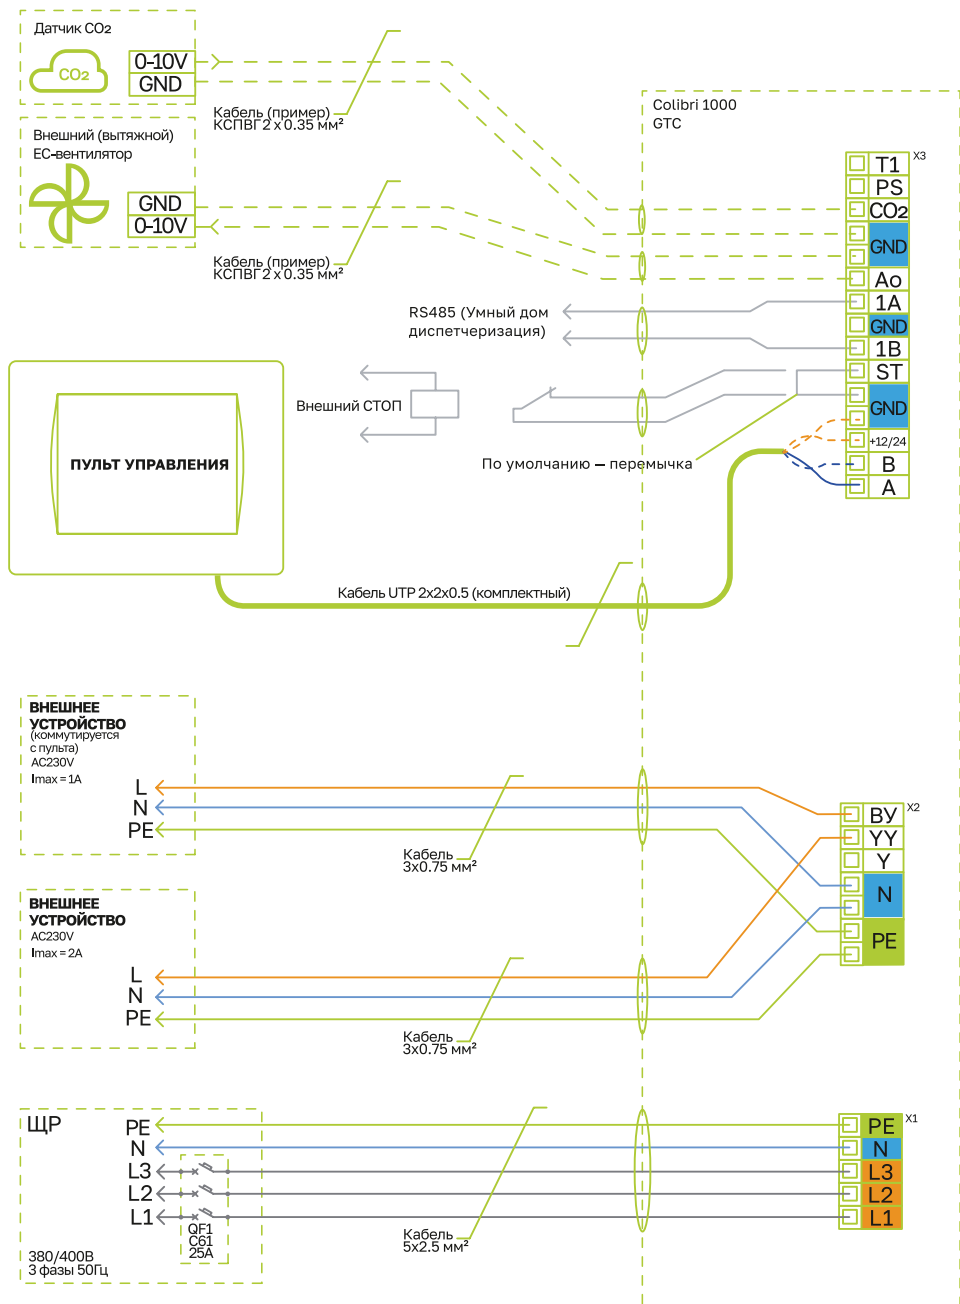 Датчик CO2
CO2
0-10V
GND
Кабель (пример)
КСПВГ 2 x 0.35 мм²
Внешний (вытяжной)
EC-вентилятор
GND
0-10V
Кабель (пример)
КСПВГ 2 x 0.35 мм²
Colibri 1000
GTC
X3
T1
PS
CO2
GND
Ao
1A
GND
1B
ST
GND
+12/24
B
A
RS485 (Умный дом
диспетчеризация)
Внешний СТОП
По умолчанию — перемычка
ПУЛЬТ УПРАВЛЕНИЯ
Кабель UTP 2x2x0.5 (комплектный)
ВНЕШНЕЕ
УСТРОЙСТВО
(коммутируется
с пульта)
AC230V
Imax = 1A
L
N
PE
Кабель
3x0.75 мм²
X2
ВУ
YY
Y
N
PE
ВНЕШНЕЕ
УСТРОЙСТВО
AC230V
Imax = 2A
L
N
PE
Кабель
3x0.75 мм²
ЩР
PE
N
L3
L2
L1
QF1
C61
25A
380/400В
3 фазы 50Гц
Кабель
5x2.5 мм²
X1
PE
N
L3
L2
L1